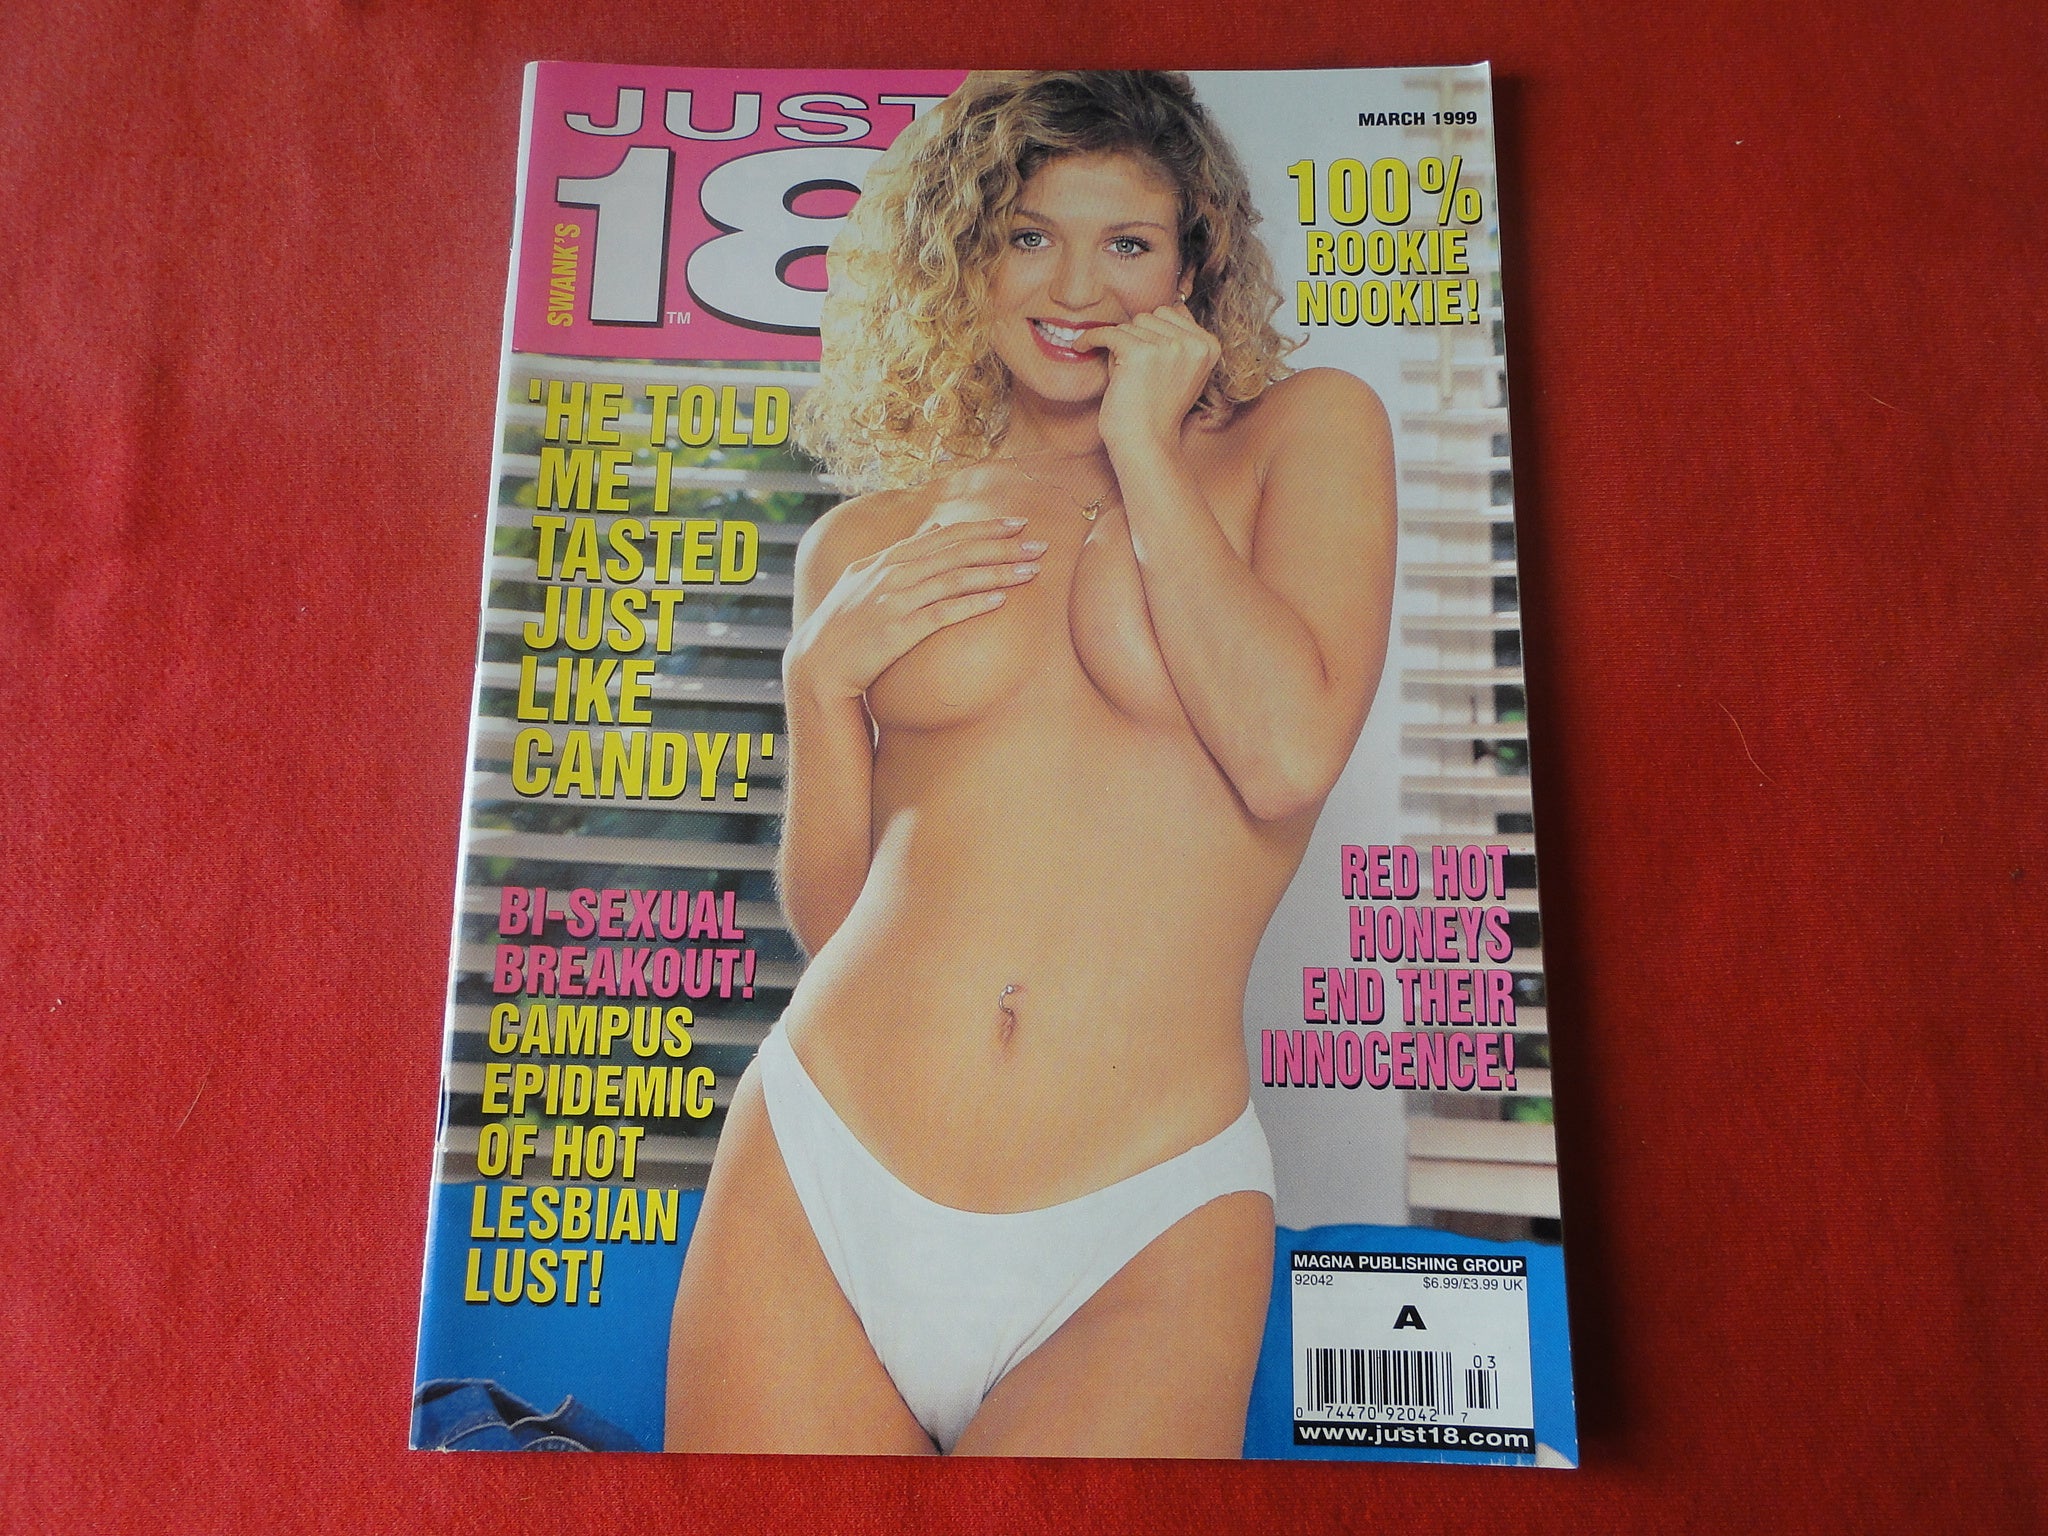 JUST
SWANK'S
18
TM
MARCH 1999
100%
ROOKIE
NOOKIE!
'HE TOLD
ME I
TASTED
JUST
LIKE
CANDY!'
BI-SEXUAL
BREAKOUT!
CAMPUS
EPIDEMIC
OF HOT
LESBIAN
LUST!
RED HOT
HONEYS
END THEIR
INNOCENCE!
MAGNA PUBLISHING GROUP
92042 $6.99/£3.99 UK
A
03
0 74470 92042 7
www.just18.com